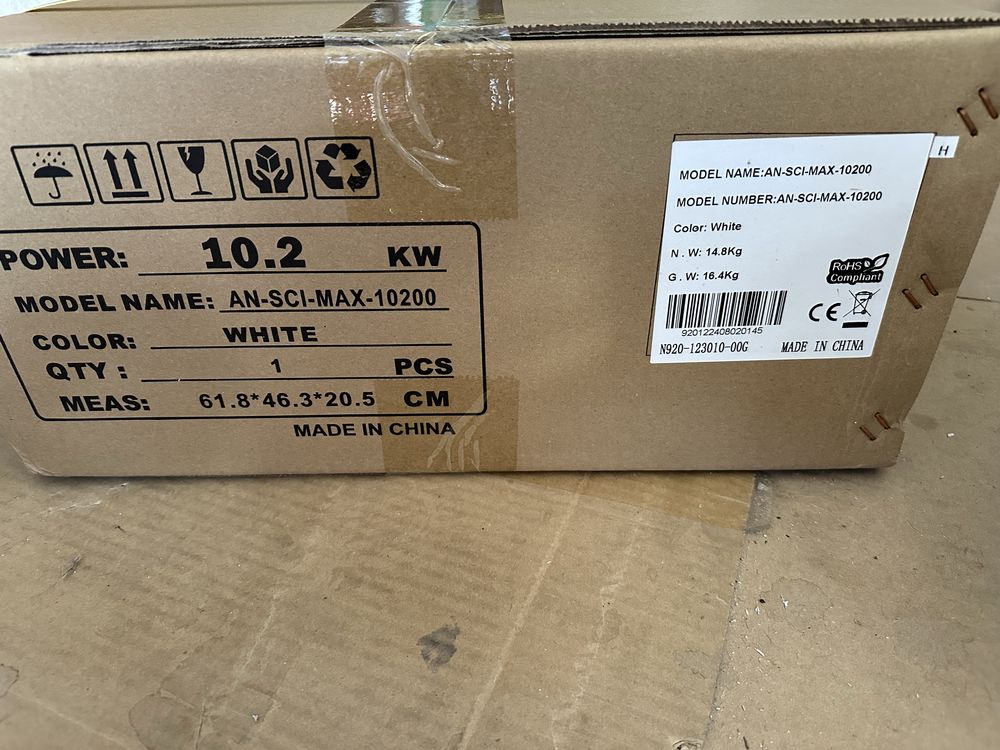 POWER: 10.2 KW
MODEL NAME: AN-SCI-MAX-10200
COLOR: WHITE
QTY : 1 PCS
MEAS: 61.8*46.3*20.5 CM
MADE IN CHINA
H
MODEL NAME:AN-SCI-MAX-10200
MODEL NUMBER:AN-SCI-MAX-10200
Color: White
N . W: 14.8Kg
G . W: 16.4Kg
RoHS
Compliant
CE
920122408020145
N920-123010-00G MADE IN CHINA